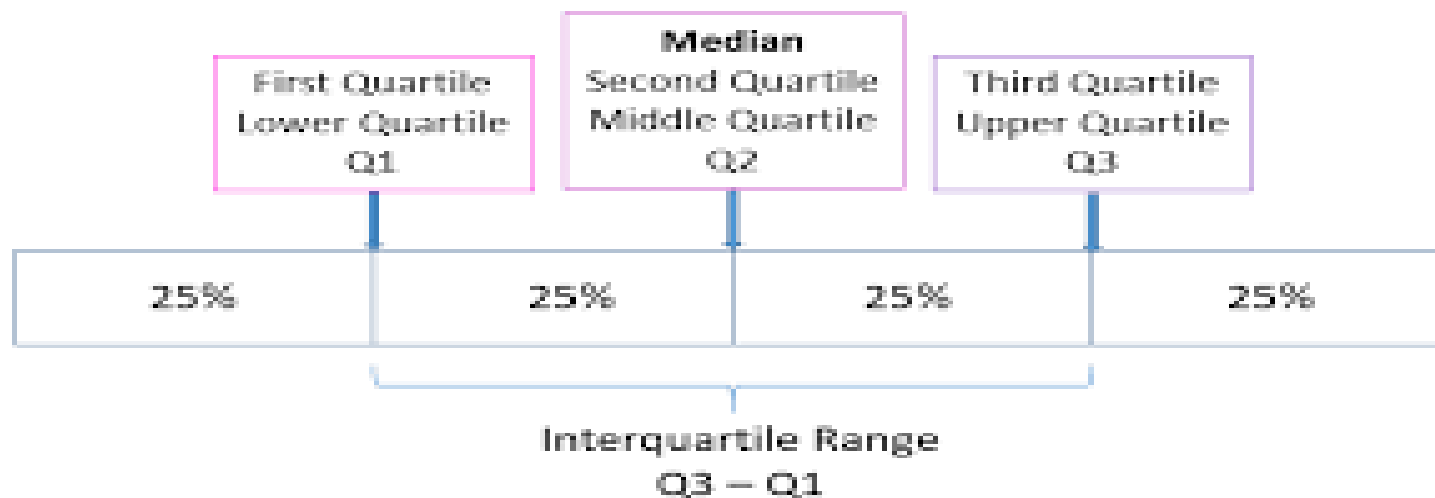 First Quartile
Lower Quartile
Q1
Median
Second Quartile
Middle Quartile
Q2
Third Quartile
Upper Quartile
Q3
25%
25%
25%
25%
Interquartile Range
Q3 – Q1